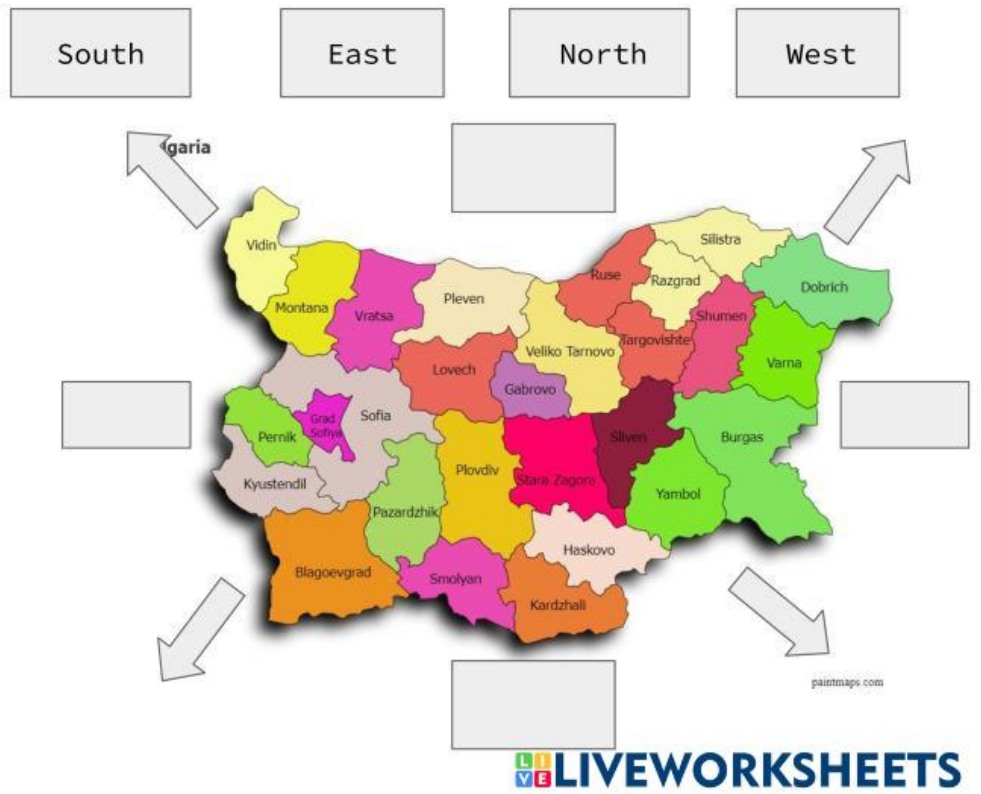 South
East
North
West
lgaria
Vidin
Silistra
Ruse
Razgrad
Dobrich
Montana
Pleven
Vratsa
Shumen
Targovishte
Veliko Tarnovo
Varna
Lovech
Gabrovo
Grad
Sofiya
Sofia
Pernik
Sliven
Burgas
Plovdiv
Kyustendil
Stara Zagora
Yambol
Pazardzhik
Haskovo
Blagoevgrad
Smolyan
Kardzhali
paintmaps.com
LIVE LIVEWORKSHEETS